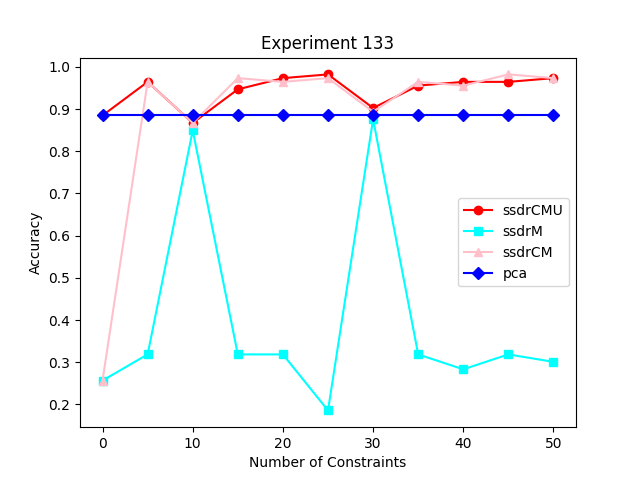 Experiment 133
Accuracy
1.0
0.9
0.8
0.7
0.6
0.5
0.4
0.3
0.2
ssdrCMU
ssdrM
ssdrCM
pca
0 10 20 30 40 50
Number of Constraints